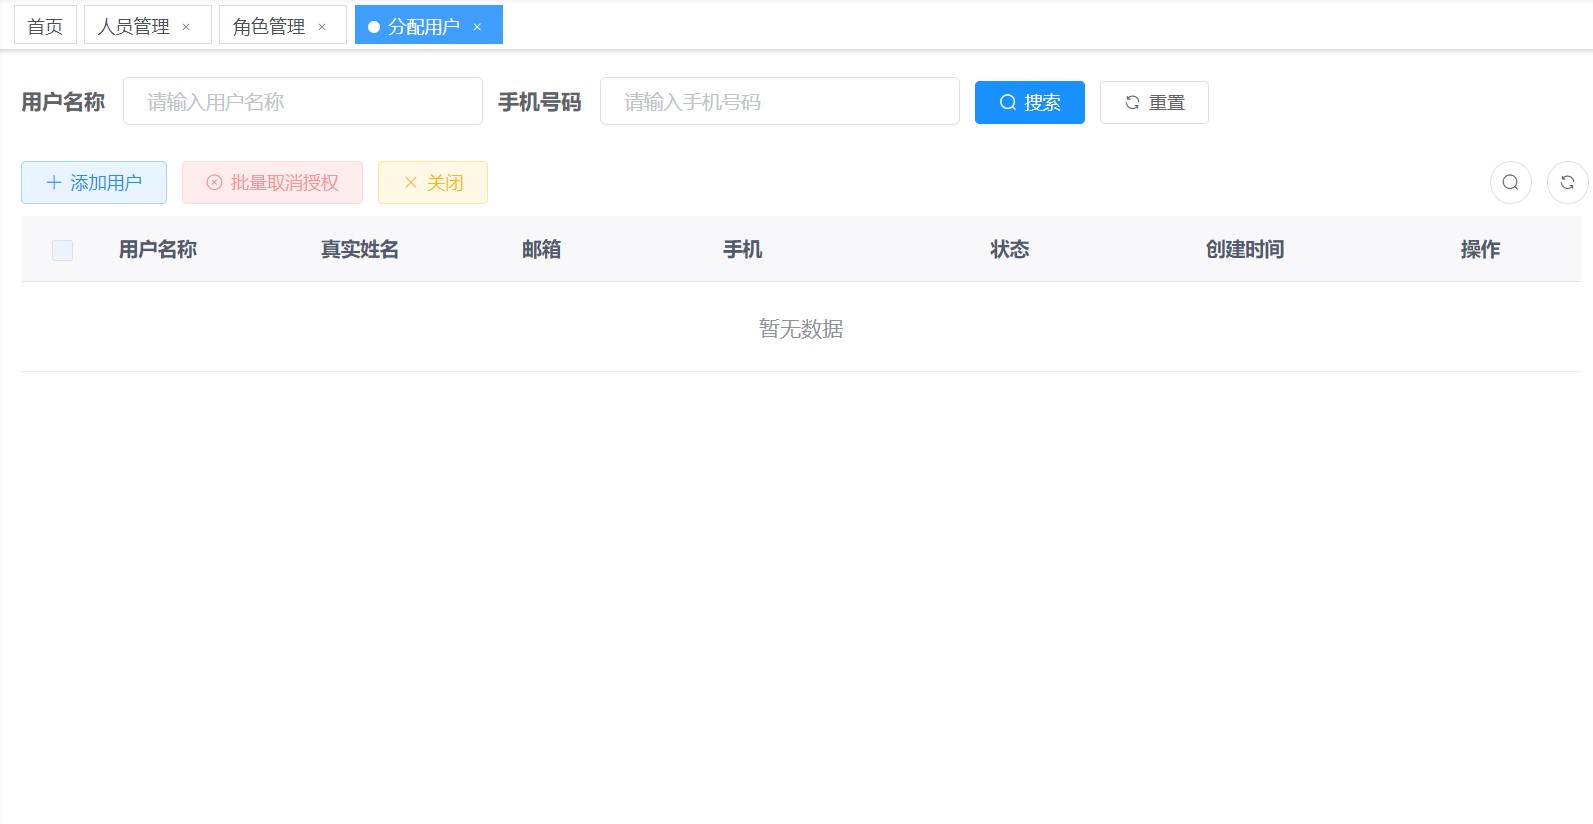 首页 人员管理 × 角色管理 × 分配用户 ×
用户名称 请输入用户名称 手机号码 请输入手机号码 搜索 重置
添加用户 批量取消授权 关闭
用户名称 真实姓名 邮箱 手机 状态 创建时间 操作
暂无数据